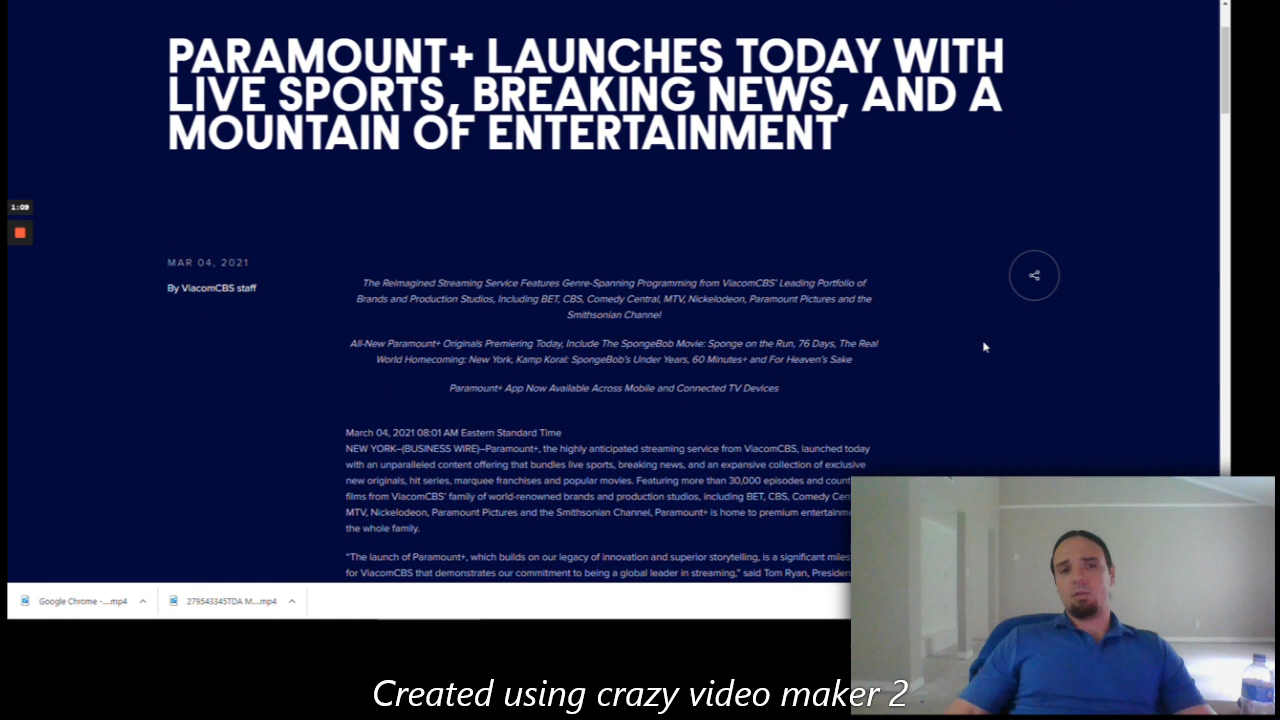 PARAMOUNT+ LAUNCHES TODAY WITH
LIVE SPORTS, BREAKING NEWS, AND A
MOUNTAIN OF ENTERTAINMENT
1:09
MAR 04, 2021
By ViacomCBS staff
The Reimagined Streaming Service Features Genre-Spanning Programming from ViacomCBS' Leading Portfolio of
Brands and Production Studios, Including BET, CBS, Comedy Central, MTV, Nickelodeon, Paramount Pictures and the
Smithsonian Channel
All-New Paramount+ Originals Premiering Today, Include The SpongeBob Movie: Sponge on the Run, 76 Days, The Real
World Homecoming: New York, Kamp Koral: SpongeBob's Under Years, 60 Minutes+ and For Heaven's Sake
Paramount+ App Now Available Across Mobile and Connected TV Devices
March 04, 2021 08:01 AM Eastern Standard Time
NEW YORK–(BUSINESS WIRE)–Paramount+, the highly anticipated streaming service from ViacomCBS, launched today
with an unparalleled content offering that bundles live sports, breaking news, and an expansive collection of exclusive
new originals, hit series, marquee franchises and popular movies. Featuring more than 30,000 episodes and count
films from ViacomCBS' family of world-renowned brands and production studios, including BET, CBS, Comedy Cen
MTV, Nickelodeon, Paramount Pictures and the Smithsonian Channel, Paramount+ is home to premium entertainme
the whole family.
"The launch of Paramount+, which builds on our legacy of innovation and superior storytelling, is a significant miles
for ViacomCBS that demonstrates our commitment to being a global leader in streaming," said Tom Ryan, Presiden
Google Chrome -....mp4
279543345TDA M....mp4
Created using crazy video maker 2